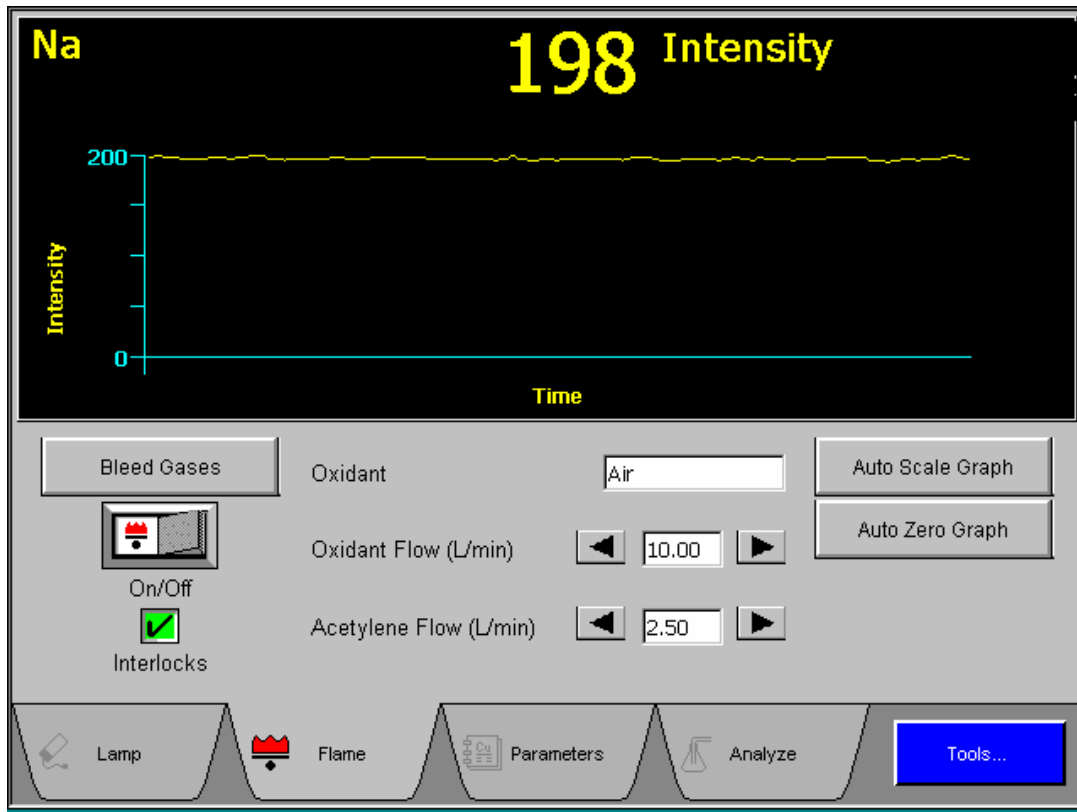 Na
198 Intensity
200
Intensity
0
Time
Bleed Gases
On/Off
Interlocks
Oxidant Air
Oxidant Flow (L/min) 10.00
Acetylene Flow (L/min) 2.50
Auto Scale Graph
Auto Zero Graph
Lamp
Flame
Cu
Parameters
Analyze
Tools...